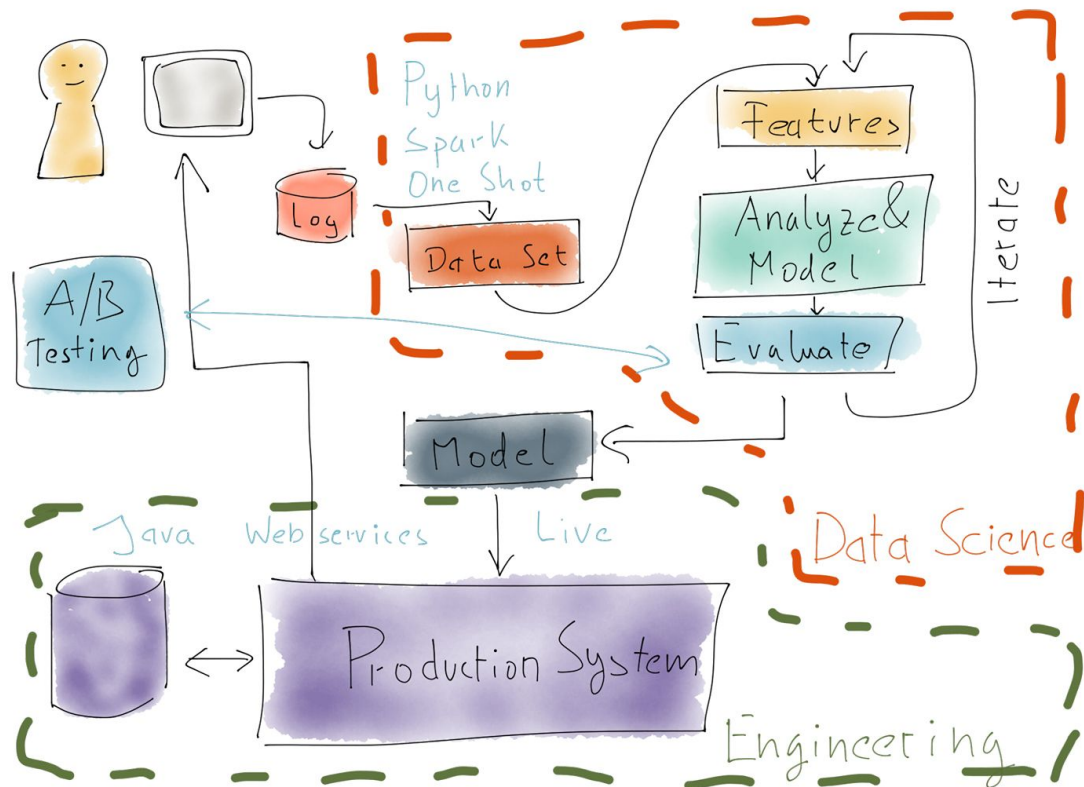 Python
Spark
One Shot
Log
Data Set
Features
Analyze&
Model
Evaluate
Iterate
A/B
Testing
Model
Java Web services Live
Production System
Data Science
Engineering